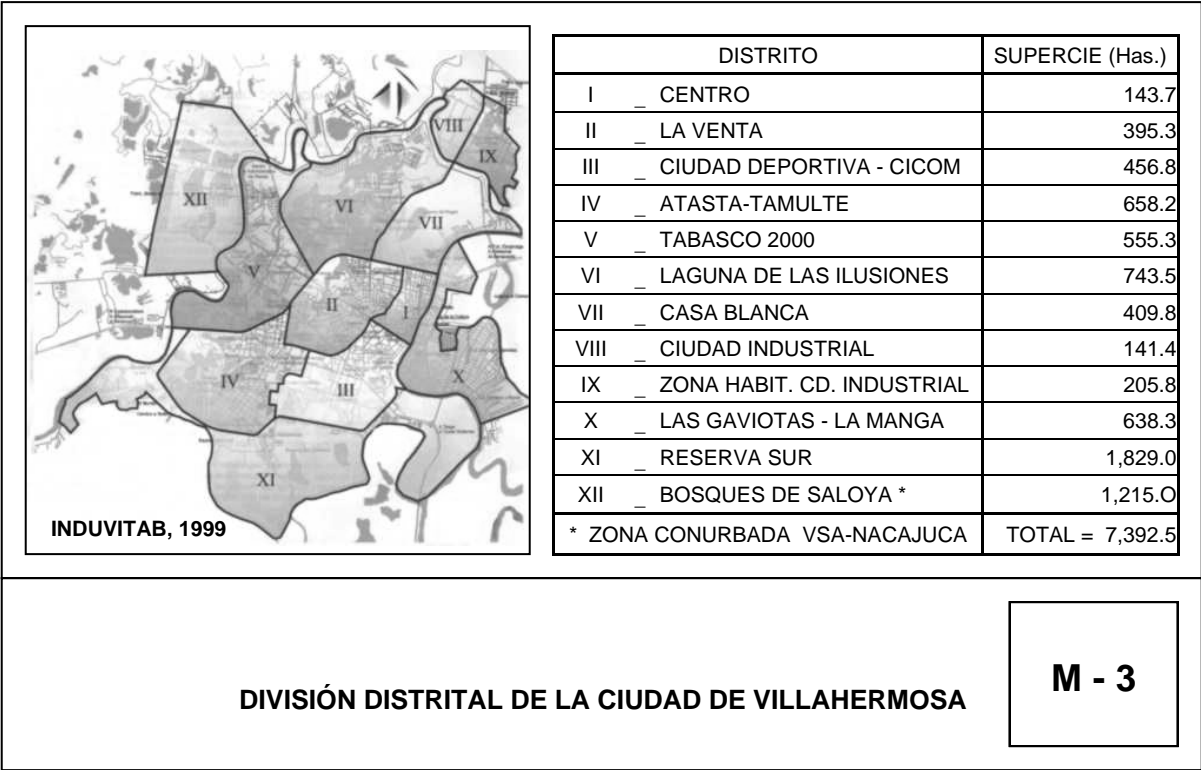 VIII
IX
XII
VI
VII
V
II
I
IV
III
X
XI
INDUVITAB, 1999
DISTRITO SUPERCIE (Has.)
I _ CENTRO 143.7
II _ LA VENTA 395.3
III _ CIUDAD DEPORTIVA - CICOM 456.8
IV _ ATASTA-TAMULTE 658.2
V _ TABASCO 2000 555.3
VI _ LAGUNA DE LAS ILUSIONES 743.5
VII _ CASA BLANCA 409.8
VIII _ CIUDAD INDUSTRIAL 141.4
IX _ ZONA HABIT. CD. INDUSTRIAL 205.8
X _ LAS GAVIOTAS - LA MANGA 638.3
XI _ RESERVA SUR 1,829.0
XII _ BOSQUES DE SALOYA * 1,215.O
* ZONA CONURBADA VSA-NACAJUCA TOTAL = 7,392.5
DIVISIÓN DISTRITAL DE LA CIUDAD DE VILLAHERMOSA
M - 3